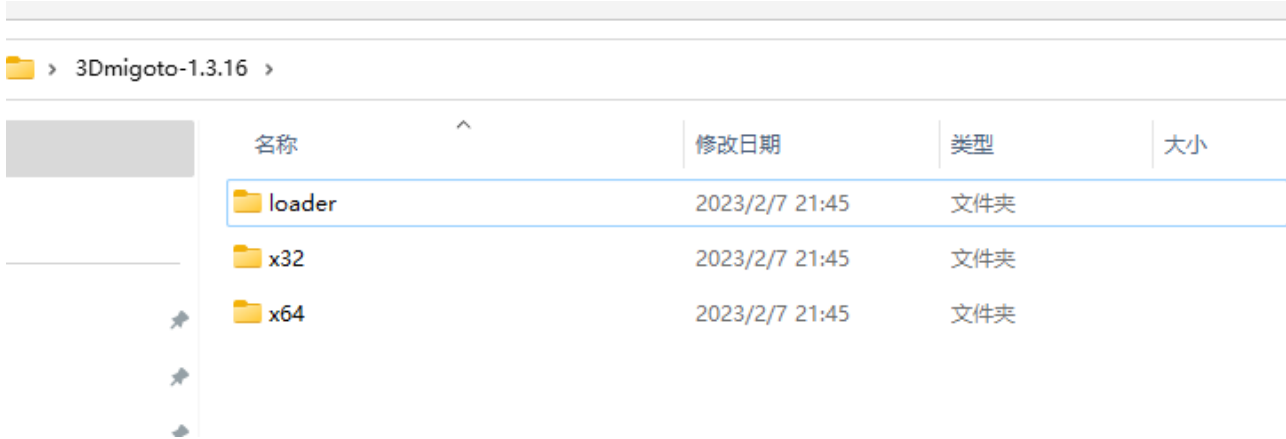 3Dmigoto-1.3.16
名称 修改日期 类型 大小
loader 2023/2/7 21:45 文件夹
x32 2023/2/7 21:45 文件夹
x64 2023/2/7 21:45 文件夹